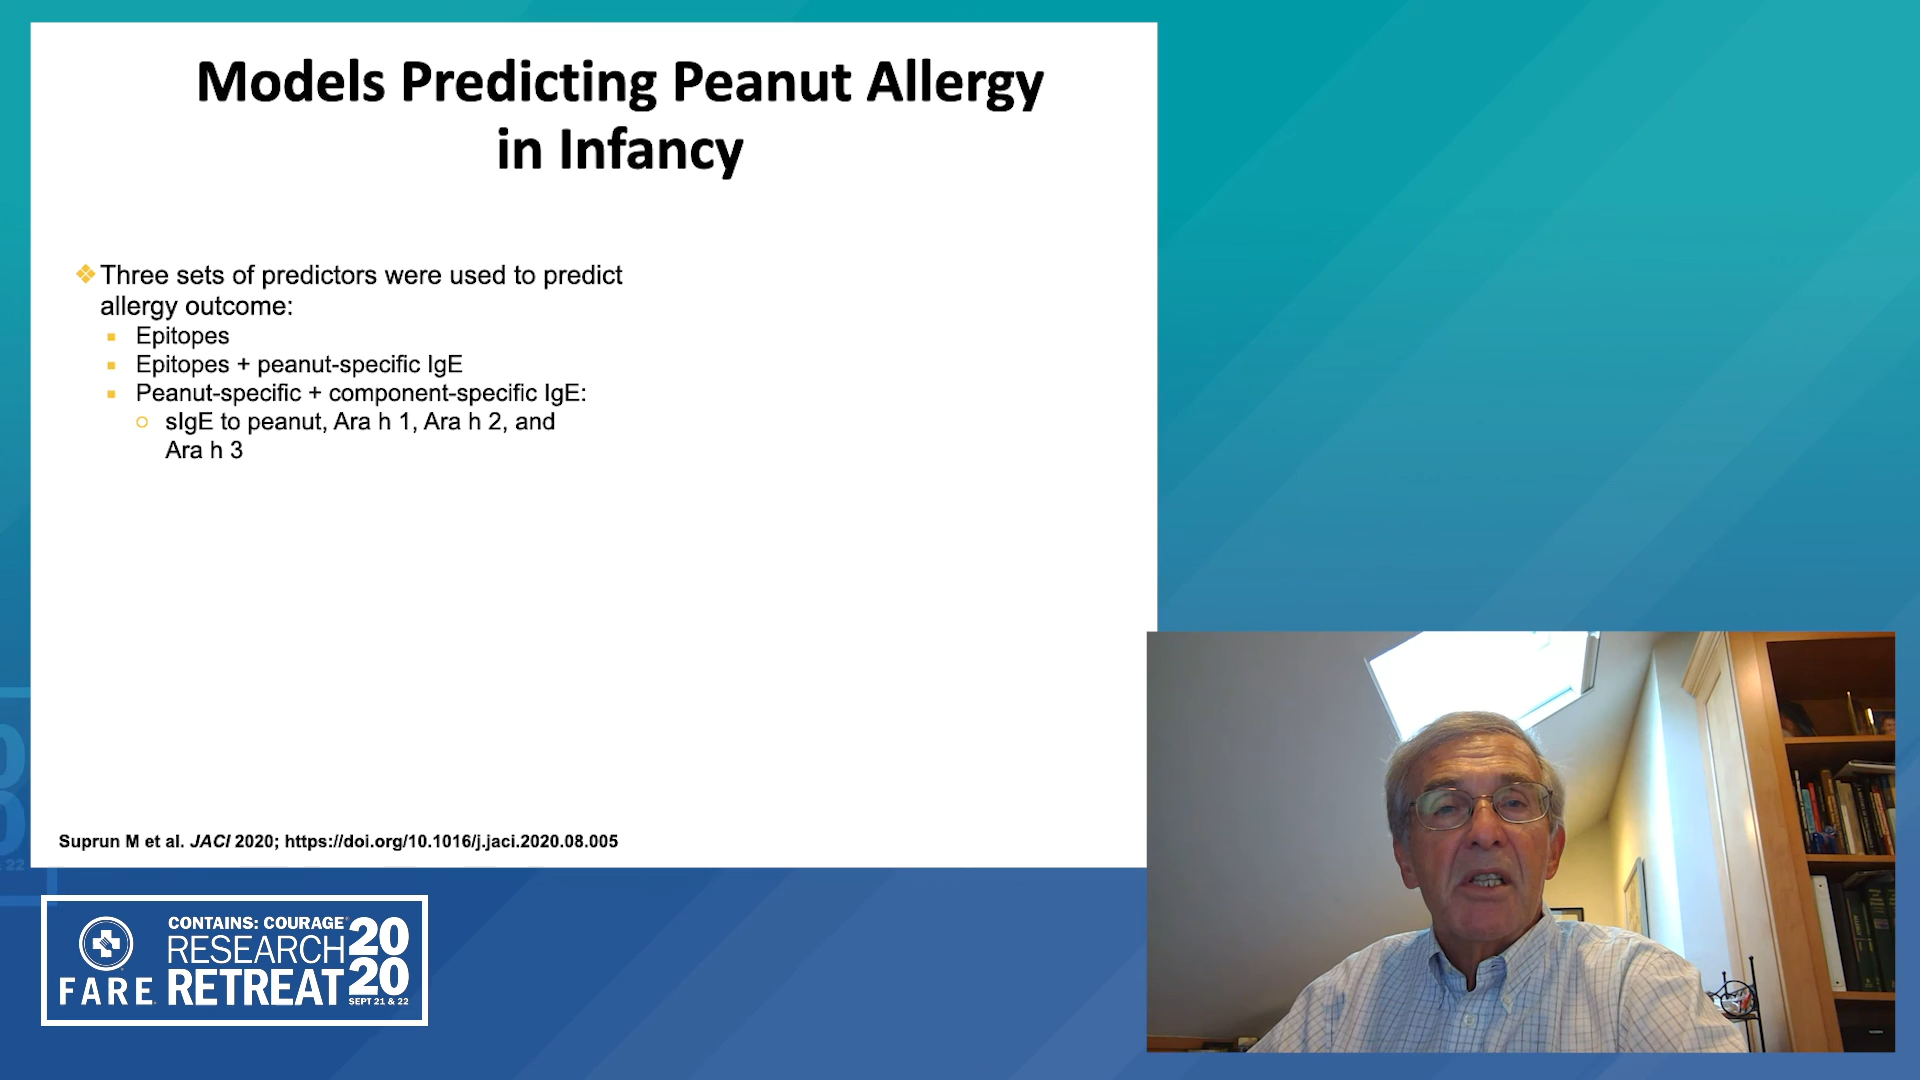 Models Predicting Peanut Allergy
in Infancy
Three sets of predictors were used to predict
allergy outcome:
Epitopes
Epitopes + peanut-specific IgE
Peanut-specific + component-specific IgE:
sIgE to peanut, Ara h 1, Ara h 2, and
Ara h 3
Suprun M et al. JACI 2020; https://doi.org/10.1016/j.jaci.2020.08.005
FARE
CONTAINS: COURAGE
RESEARCH
RETREAT
20
20
SEPT 21 & 22